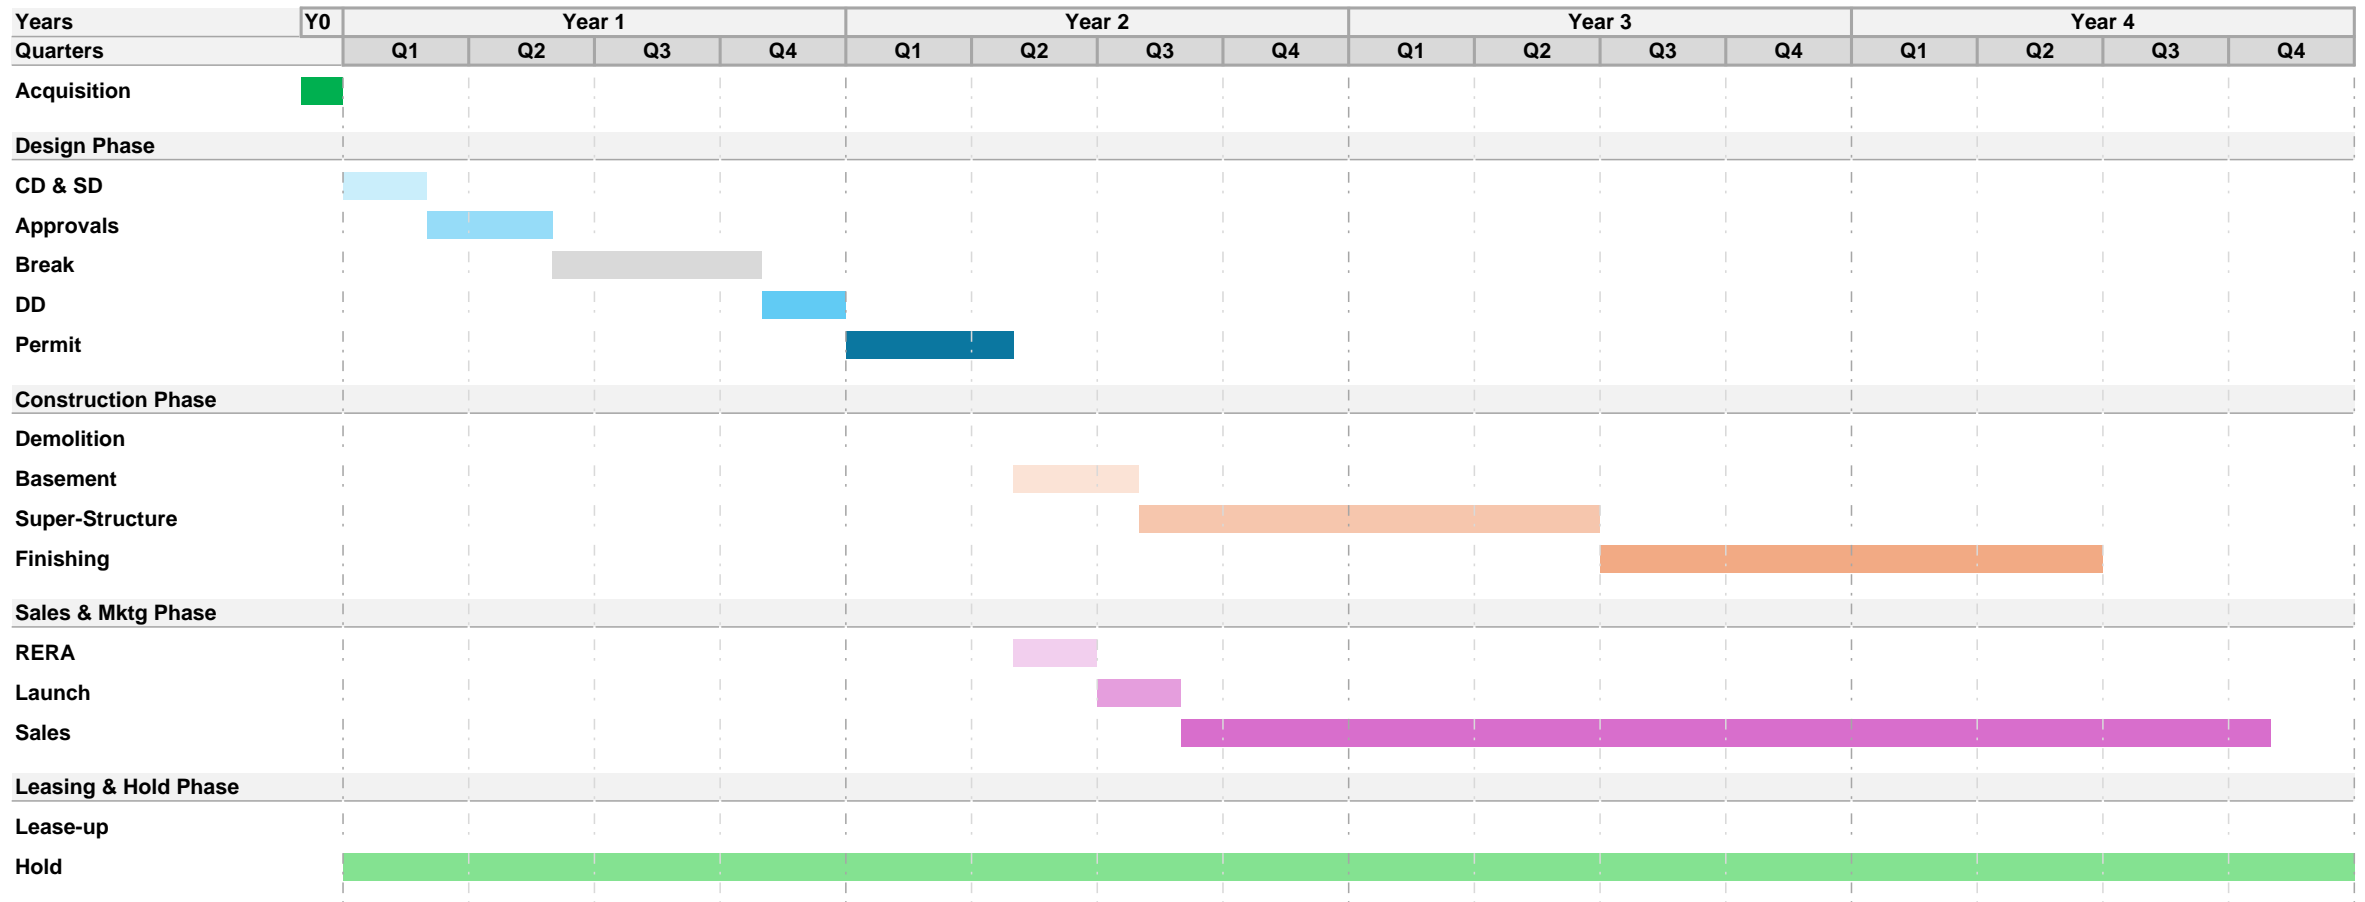 Years Y0 Year 1 Year 2 Year 3 Year 4
Quarters Q1 Q2 Q3 Q4 Q1 Q2 Q3 Q4 Q1 Q2 Q3 Q4 Q1 Q2 Q3 Q4
Acquisition
Design Phase
CD & SD
Approvals
Break
DD
Permit
Construction Phase
Demolition
Basement
Super-Structure
Finishing
Sales & Mktg Phase
RERA
Launch
Sales
Leasing & Hold Phase
Lease-up
Hold